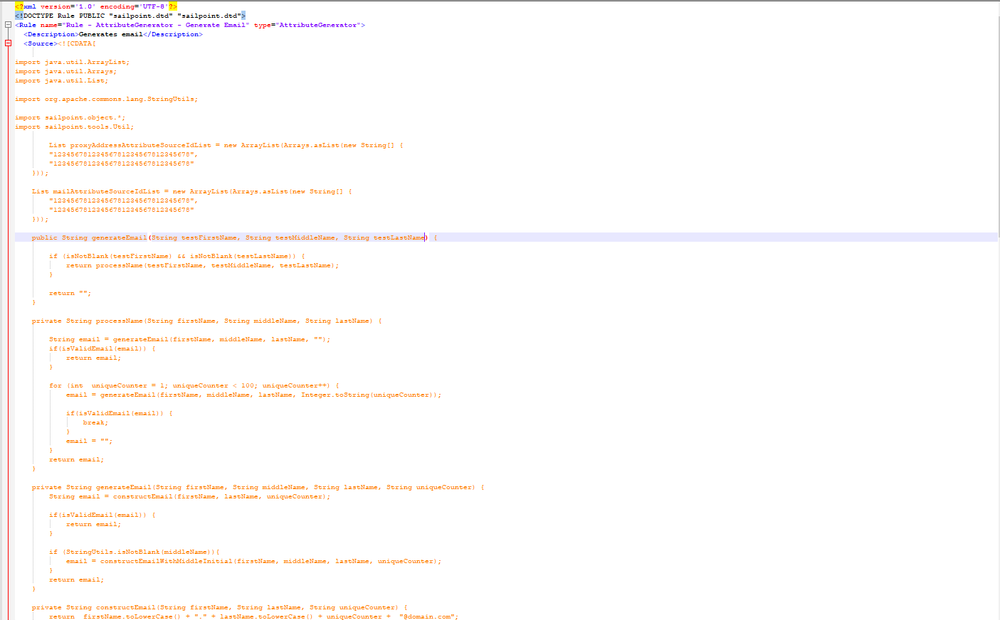 <?xml version='1.0' encoding='UTF-8'?>
<!DOCTYPE Rule PUBLIC "sailpoint.dtd" "sailpoint.dtd">
<Rule name="Rule - AttributeGenerator - Generate Email" type="AttributeGenerator">
<Description>Generates email</Description>
<Source><![CDATA[
import java.util.ArrayList;
import java.util.Arrays;
import java.util.List;
import org.apache.commons.lang.StringUtils;
import sailpoint.object.*;
import sailpoint.tools.Util;
List proxyAddressAttributeSourceIdList = new ArrayList(Arrays.asList(new String[] {
"12345678123456781234567812345678",
"12345678123456781234567812345678"
}));
List mailAttributeSourceIdList = new ArrayList(Arrays.asList(new String[] {
"12345678123456781234567812345678",
"12345678123456781234567812345678"
}));
public String generateEmail(String testFirstName, String testMiddleName, String testLastName) {
if (isNotBlank(testFirstName) && isNotBlank(testLastName)) {
return processName(testFirstName, testMiddleName, testLastName);
}
return "";
}
private String processName(String firstName, String middleName, String lastName) {
String email = generateEmail(firstName, middleName, lastName, "");
if(isValidEmail(email)) {
return email;
}
for (int  uniqueCounter = 1; uniqueCounter < 100; uniqueCounter++) {
email = generateEmail(firstName, middleName, lastName, Integer.toString(uniqueCounter));
if(isValidEmail(email)) {
break;
}
email = "";
}
return email;
}
private String generateEmail(String firstName, String middleName, String lastName, String uniqueCounter) {
String email = constructEmail(firstName, lastName, uniqueCounter);
if(isValidEmail(email)) {
return email;
}
if (StringUtils.isNotBlank(middleName)){
email = constructEmailWithMiddleInitial(firstName, middleName, lastName, uniqueCounter);
}
return email;
}
private String constructEmail(String firstName, String lastName, String uniqueCounter) {
return  firstName.toLowerCase() + "." + lastName.toLowerCase() + uniqueCounter +  "@domain.com";